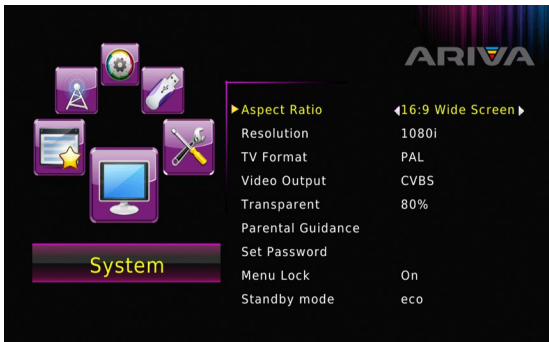 ARIVA
Aspect Ratio 16:9 Wide Screen
Resolution 1080i
TV Format PAL
Video Output CVBS
Transparent 80%
Parental Guidance
Set Password
Menu Lock On
Standby mode eco
System